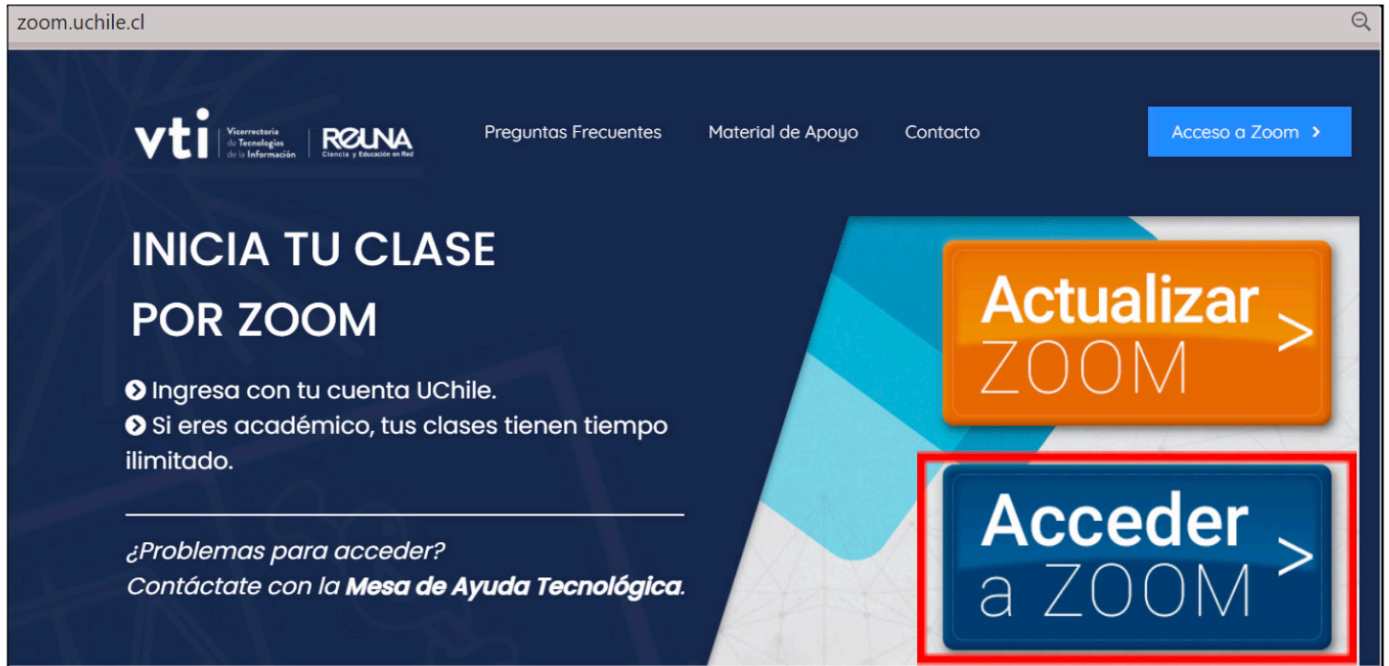 zoom.uchile.cl
vti
Vicerrectoría
de Tecnologías
de la Información
REUNA
Ciencia y Educación en Red
Preguntas Frecuentes
Material de Apoyo
Contacto
Acceso a Zoom >
INICIA TU CLASE
POR ZOOM
Ingresa con tu cuenta UChile.
Si eres académico, tus clases tienen tiempo
ilimitado.
¿Problemas para acceder?
Contáctate con la Mesa de Ayuda Tecnológica.
Actualizar
ZOOM >
Acceder
a ZOOM >